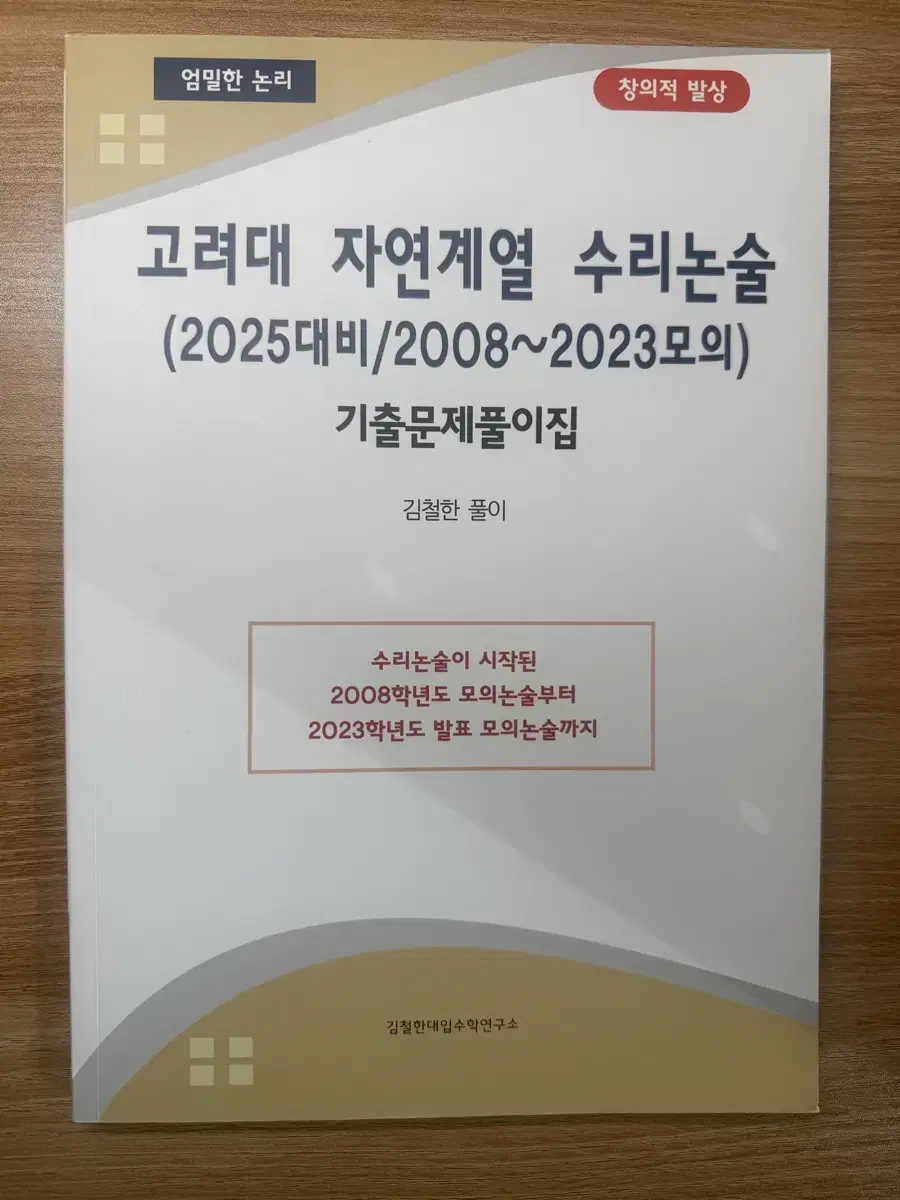 엄밀한 논리
창의적 발상
고려대 자연계열 수리논술
(2025대비/2008~2023모의)
기출문제풀이집
김철한 풀이
수리논술이 시작된
2008학년도 모의논술부터
2023학년도 발표 모의논술까지
김철한대입수학연구소